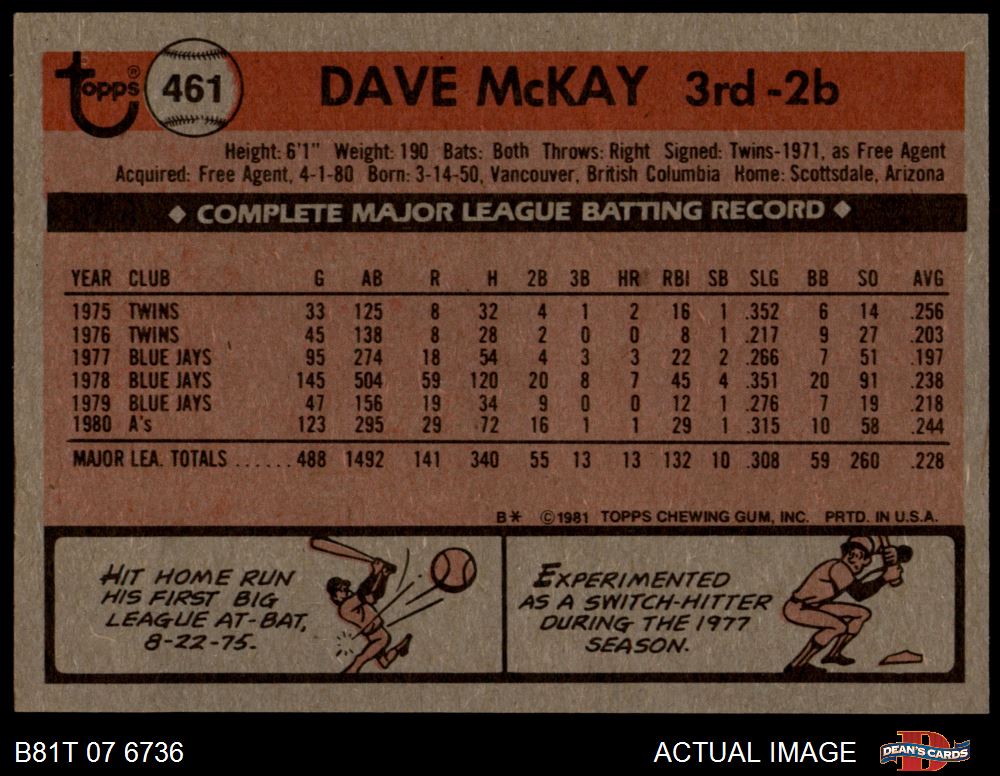 Topps®
461
DAVE McKAY 3rd-2b
Height: 6'1" Weight: 190 Bats: Both Throws: Right Signed: Twins-1971, as Free Agent
Acquired: Free Agent, 4-1-80 Born: 3-14-50, Vancouver, British Columbia Home: Scottsdale, Arizona
◆ COMPLETE MAJOR LEAGUE BATTING RECORD ◆
YEAR CLUB G AB R H 2B 3B HR RBI SB SLG BB SO AVG
1975 TWINS 33 125 8 32 4 1 2 16 1 .352 6 14 .256
1976 TWINS 45 138 8 28 2 0 0 8 1 .217 9 27 .203
1977 BLUE JAYS 95 274 18 54 4 3 3 22 2 .266 7 51 .197
1978 BLUE JAYS 145 504 59 120 20 8 7 45 4 .351 20 91 .238
1979 BLUE JAYS 47 156 19 34 9 0 0 12 1 .276 7 19 .218
1980 A's 123 295 29 72 16 1 1 29 1 .315 10 58 .244
MAJOR LEA. TOTALS ...... 488 1492 141 340 55 13 13 132 10 .308 59 260 .228
B* ©1981 TOPPS CHEWING GUM, INC. PRTD. IN U.S.A.
HIT HOME RUN
HIS FIRST BIG
LEAGUE AT-BAT,
8-22-75.
EXPERIMENTED
AS A SWITCH-HITTER
DURING THE 1977
SEASON.
B81T 07 6736
ACTUAL IMAGE
DEAN'S CARDS